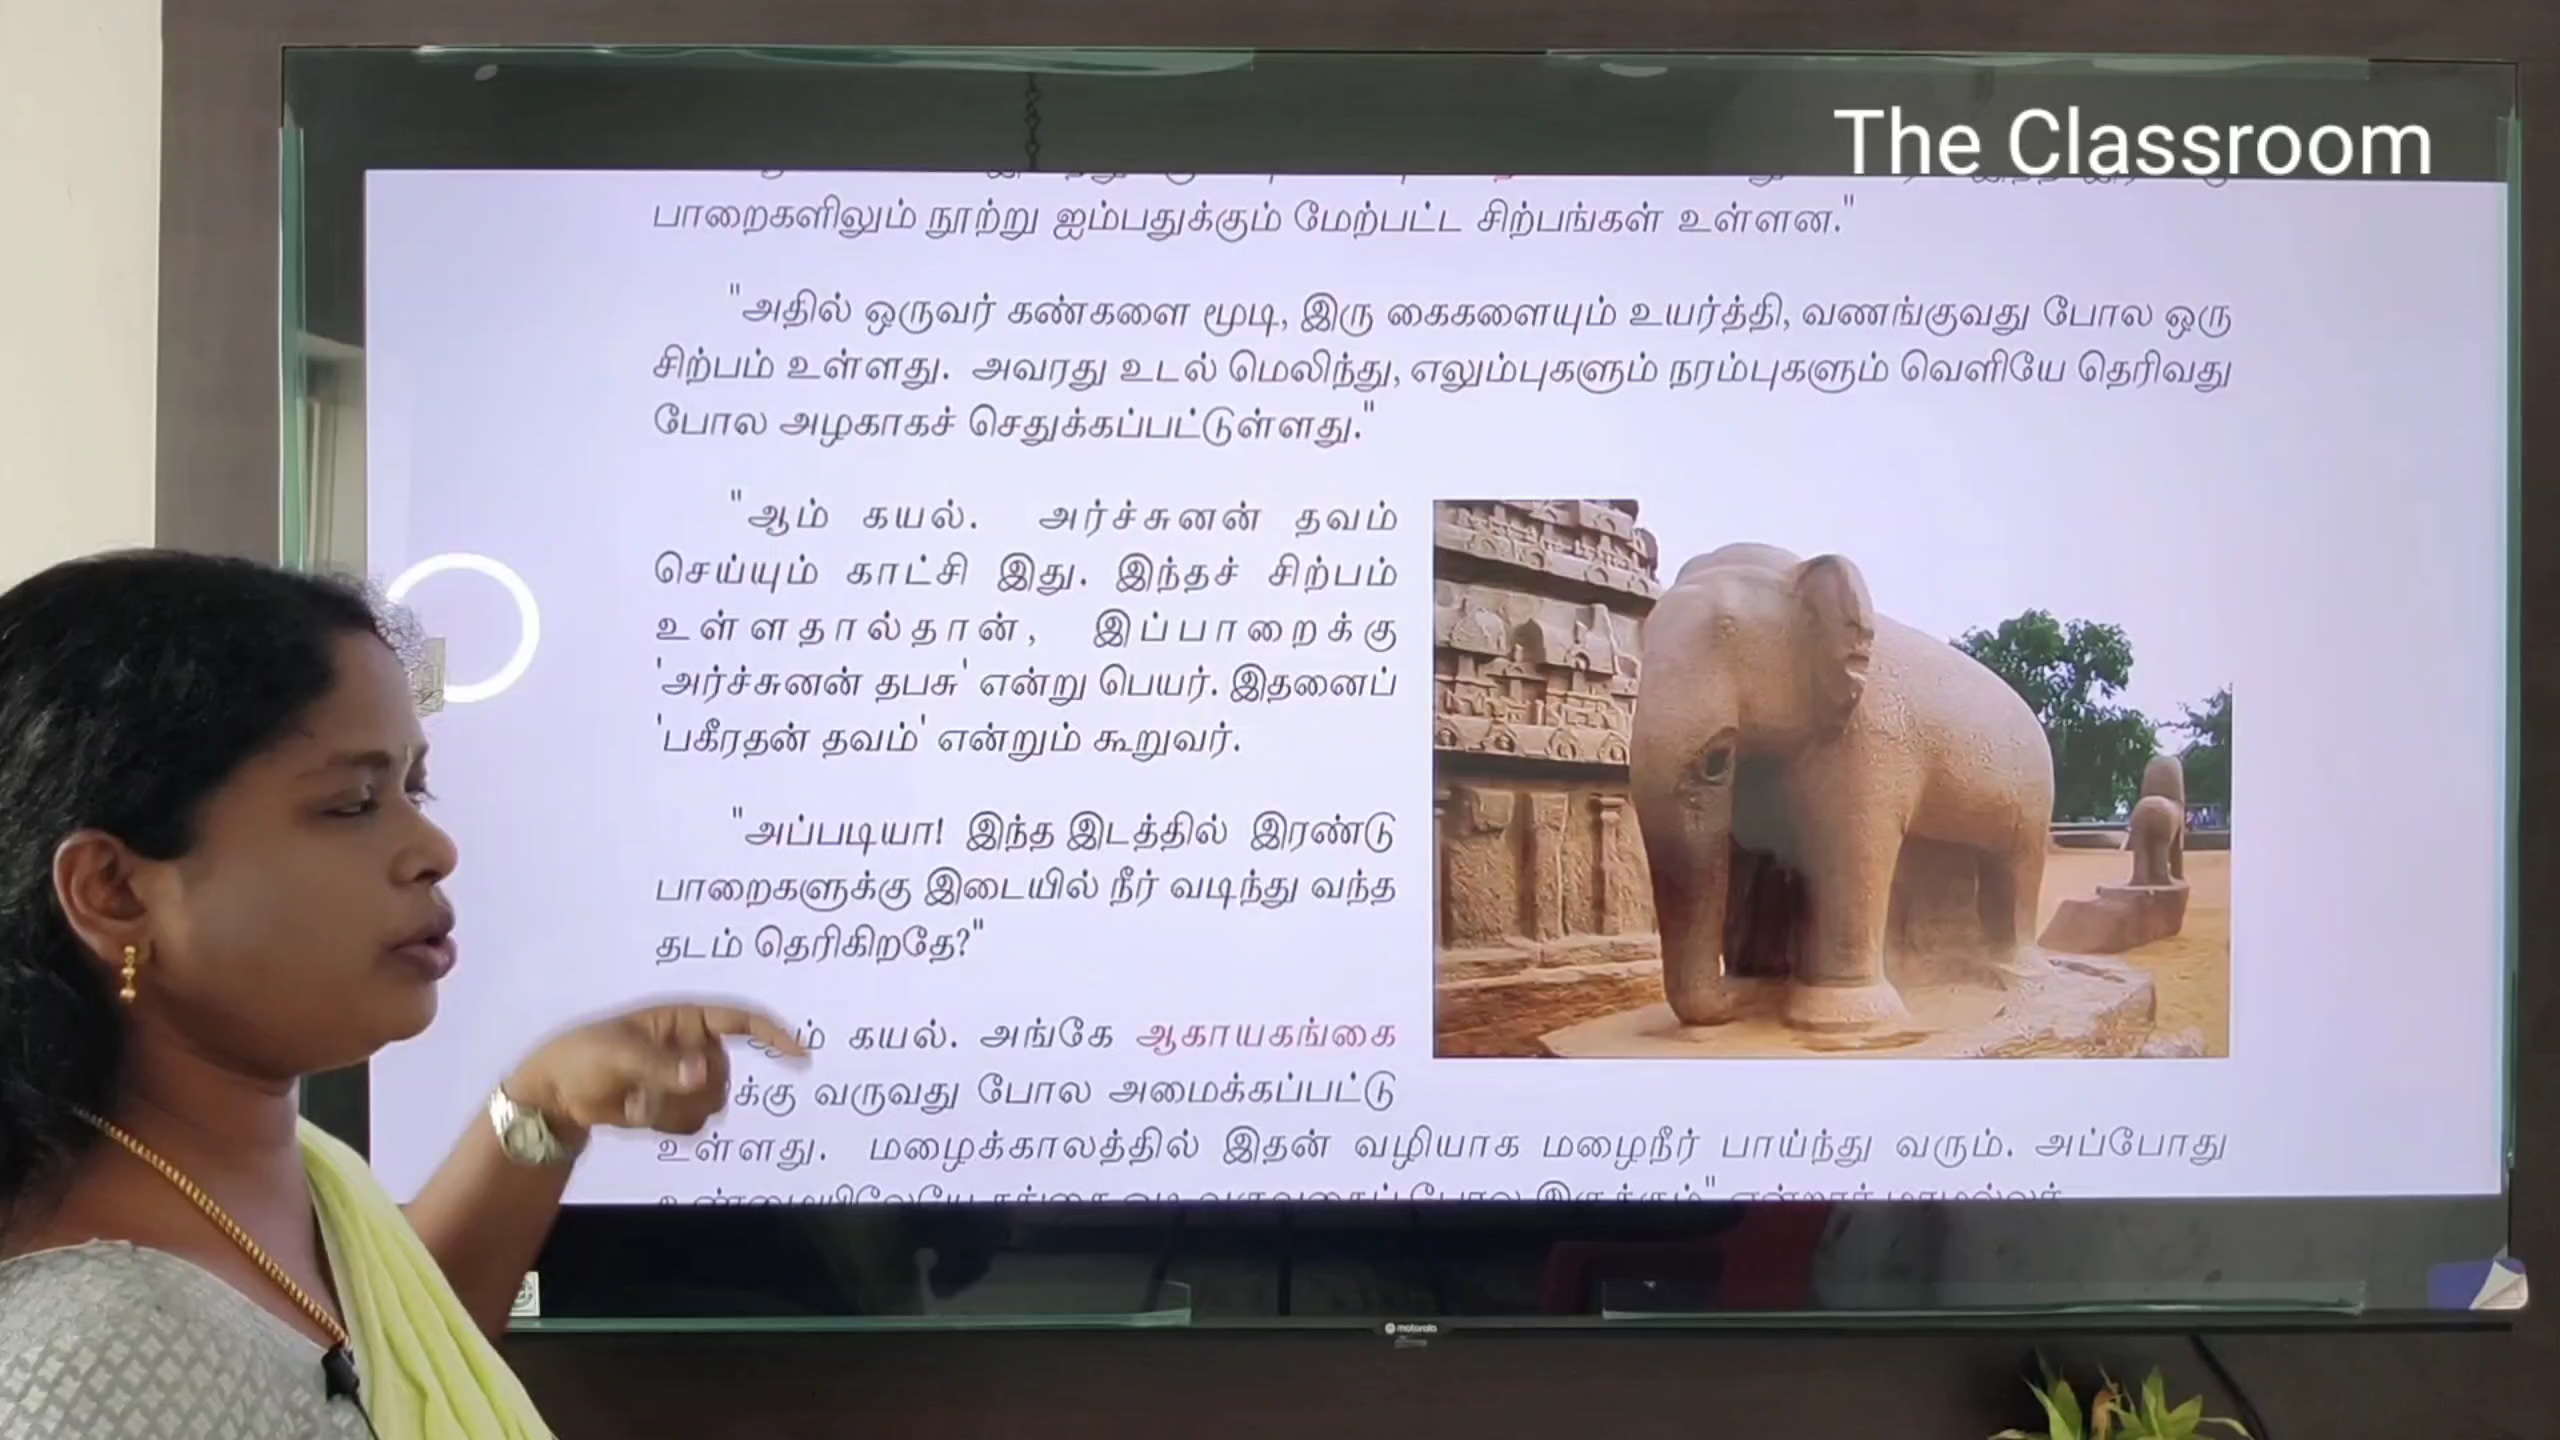 The Classroom
பாறைகளிலும் நூற்று ஐம்பதுக்கும் மேற்பட்ட சிற்பங்கள் உள்ளன."
"அதில் ஒருவர் கண்களை மூடி, இரு கைகளையும் உயர்த்தி, வணங்குவது போல ஒரு
சிற்பம் உள்ளது. அவரது உடல் மெலிந்து, எலும்புகளும் நரம்புகளும் வெளியே தெரிவது
போல அழகாகச் செதுக்கப்பட்டுள்ளது."
"ஆம் கயல். அர்ச்சுனன் தவம்
செய்யும் காட்சி இது. இந்தச் சிற்பம்
உள்ளதால்தான், இப்பாறைக்கு
'அர்ச்சுனன் தபசு' என்று பெயர். இதனைப்
'பகீரதன் தவம்' என்றும் கூறுவர்.
"அப்படியா! இந்த இடத்தில் இரண்டு
பாறைகளுக்கு இடையில் நீர் வடிந்து வந்த
தடம் தெரிகிறதே?"
கயல். அங்கே ஆகாயகங்கை
வருவது போல அமைக்கப்பட்டு
உள்ளது. மழைக்காலத்தில் இதன் வழியாக மழைநீர் பாய்ந்து வரும். அப்போது
motorola